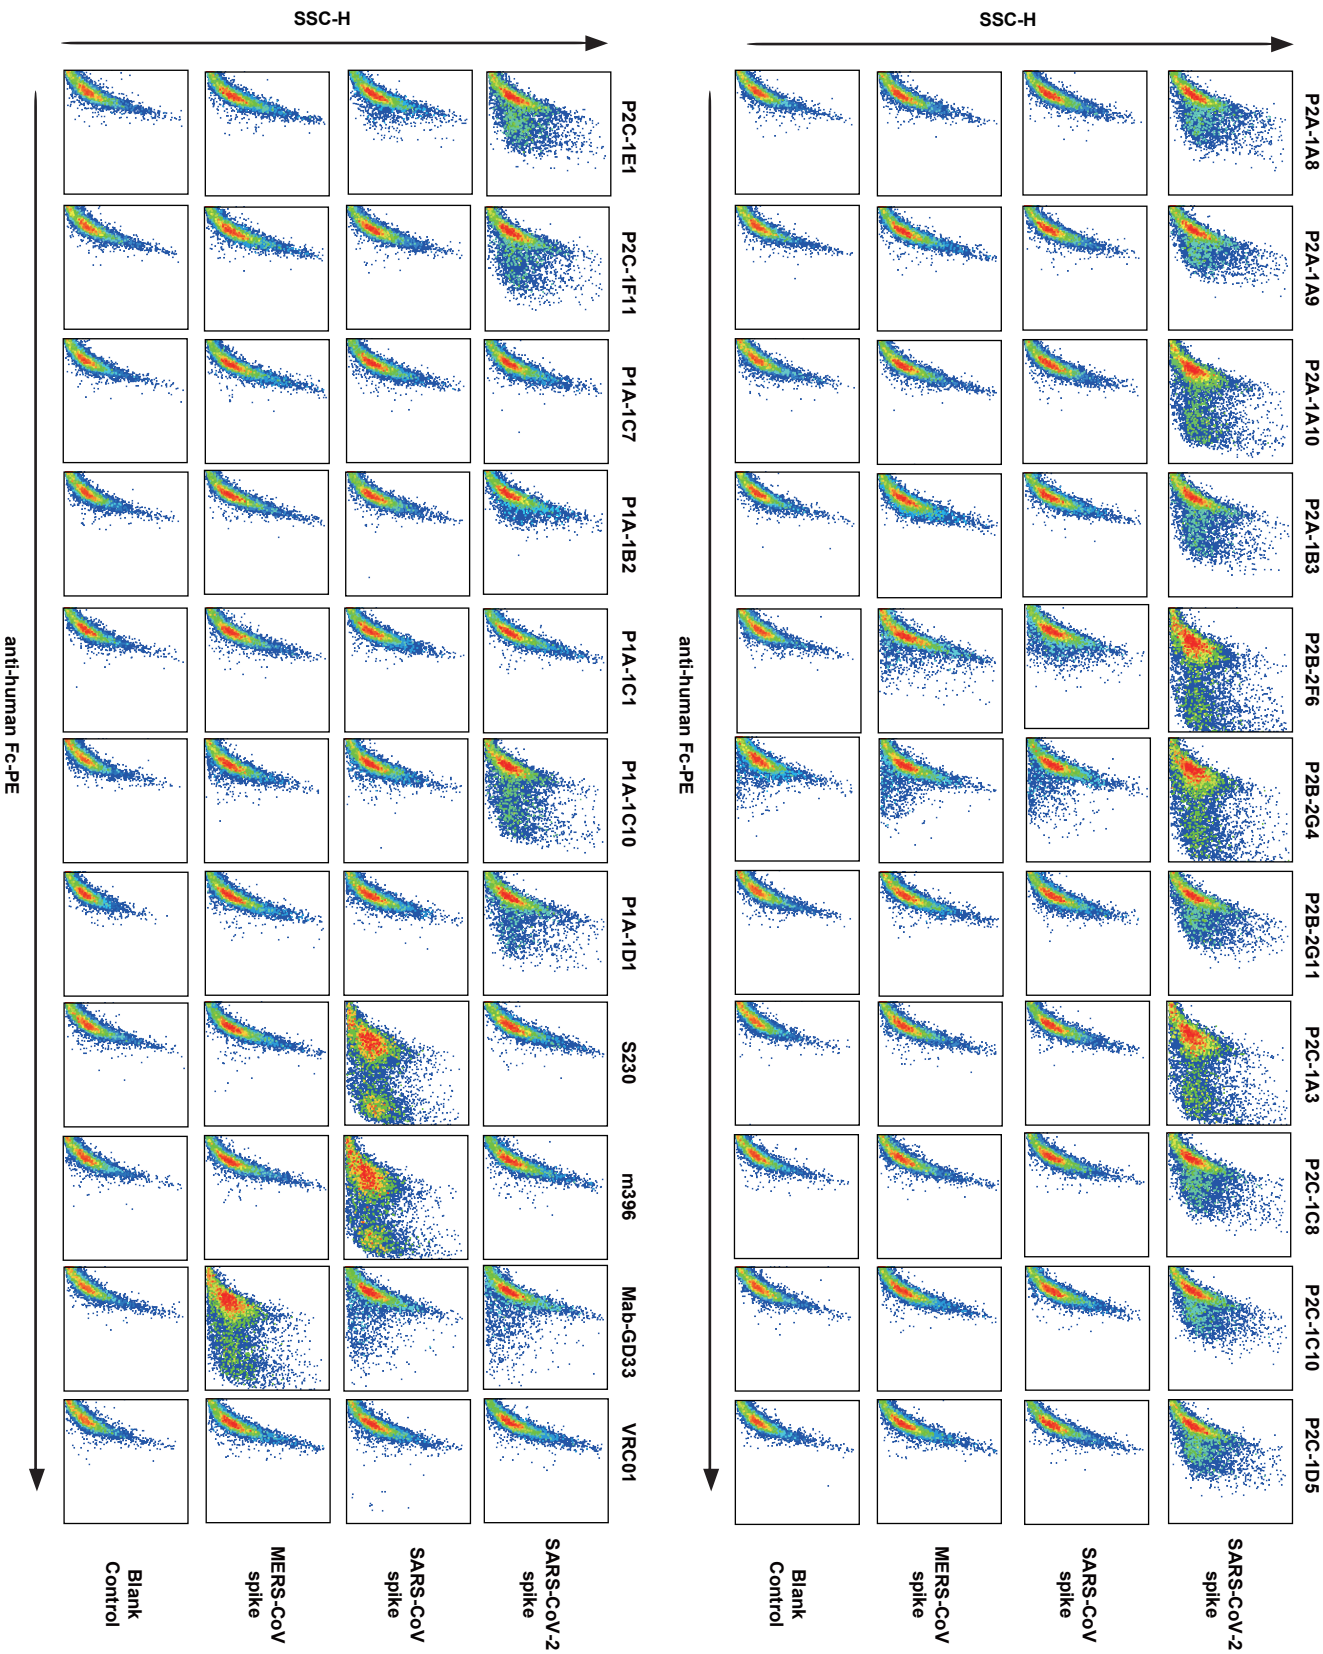 SSC-H
SSC-H
P2A-1A8
P2A-1A9
P2A-1A10
P2A-1B3
P2B-2F6
P2B-2G4
P2B-2G11
P2C-1A3
P2C-1C8
P2C-1C10
P2C-1D5
SARS-CoV-2
spike
SARS-CoV
spike
MERS-CoV
spike
Blank
Control
anti-human Fc-PE
P2C-1E1
P2C-1F11
P1A-1C7
P1A-1B2
P1A-1C1
P1A-1C10
P1A-1D1
S230
m396
Mab-GD33
VRC01
SARS-CoV-2
spike
SARS-CoV
spike
MERS-CoV
spike
Blank
Control
anti-human Fc-PE